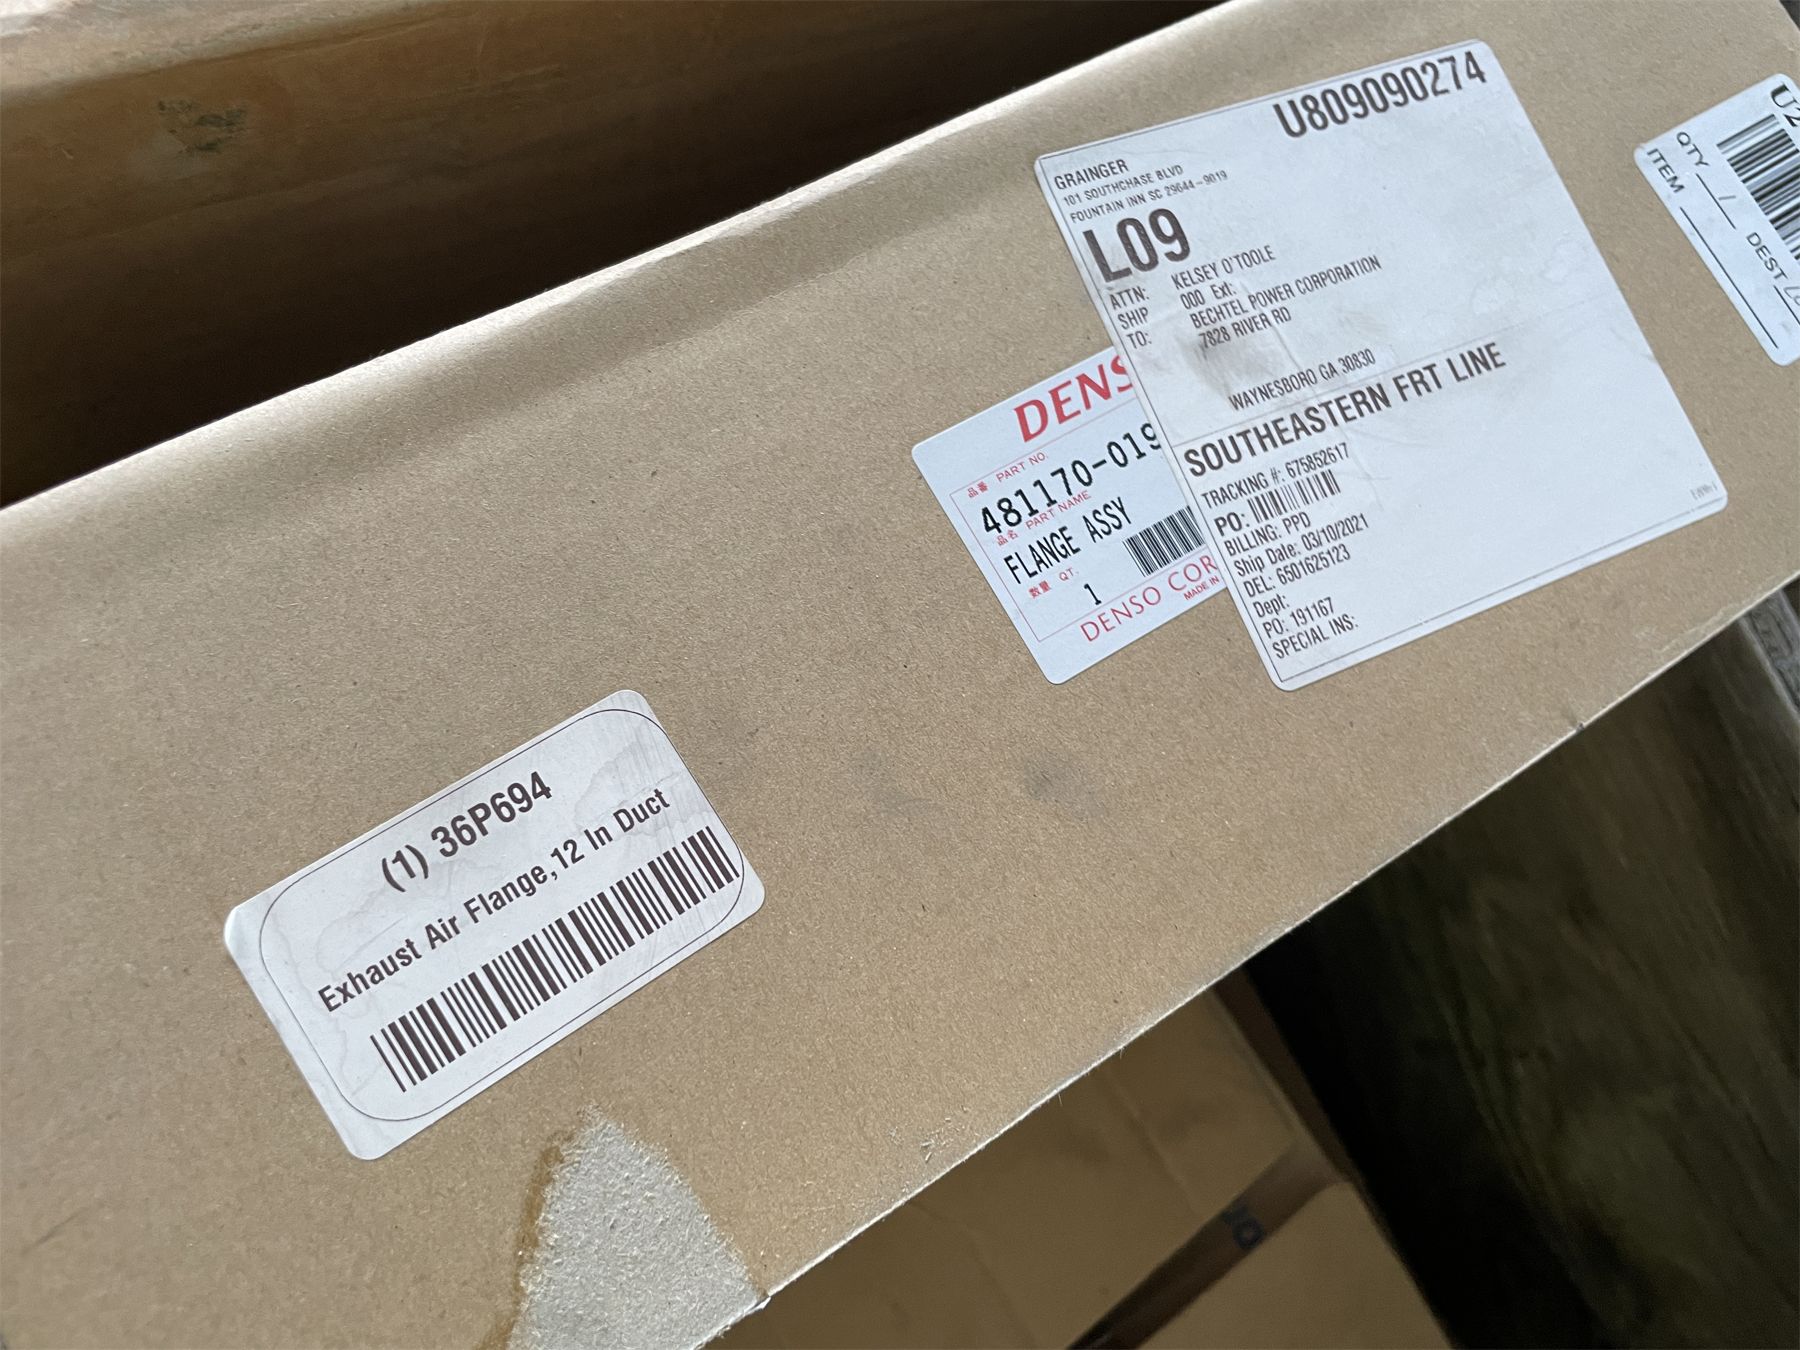 U809090274
GRAINGER
101 SOUTHCHASE BLVD
FOUNTAIN INN SC 29644-9019
L09
ATTN: KELSEY O'TOOLE
000 Ext:
SHIP TO: BECHTEL POWER CORPORATION
7828 RIVER RD
WAYNESBORO GA 30830
SOUTHEASTERN FRT LINE
TRACKING #: 675852617
PO:
BILLING: PPD
Ship Date: 03/10/2021
DEL: 6501625123
Dept:
PO: 191167
SPECIAL INS:
DENS
品番 PART NO.
481170-019
品名 PART NAME
FLANGE ASSY
数量 QT.
1
DENSO COR
MADE IN
(1) 36P694
Exhaust Air Flange,12 In Duct
U2
QTY 1 DEST
ITEM